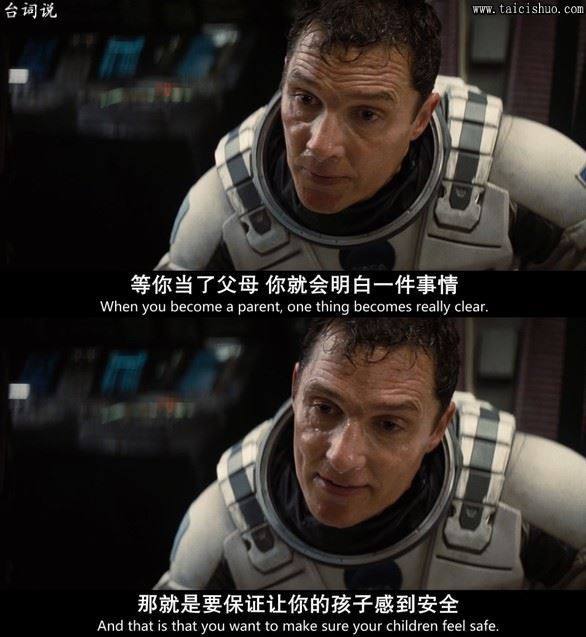 台词说
www.taicishuo.com
等你当了父母 你就会明白一件事情
When you become a parent, one thing becomes really clear.
那就是要保证让你的孩子感到安全
And that is that you want to make sure your children feel safe.